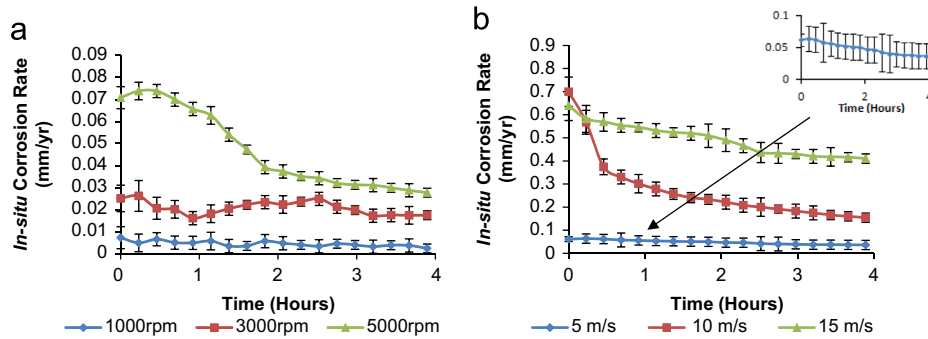 a
In-situ Corrosion Rate
(mm/yr)
0.09
0.08
0.07
0.06
0.05
0.04
0.03
0.02
0.01
0
0 1 2 3 4
Time (Hours)
1000rpm 3000rpm 5000rpm
b
In-situ Corrosion Rate
(mm/yr)
0.9
0.8
0.7
0.6
0.5
0.4
0.3
0.2
0.1
0
0 1 2 3 4
Time (Hours)
5 m/s 10 m/s 15 m/s
0.1
0.05
0
0 2 4
Time (Hours)